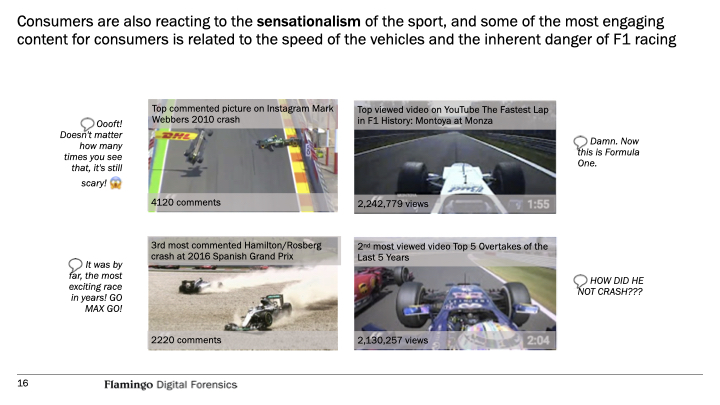 Consumers are also reacting to the sensationalism of the sport, and some of the most engaging
content for consumers is related to the speed of the vehicles and the inherent danger of F1 racing
Oooft!
Doesn't matter
how many
times you see
that, it's still
scary! 😱
Top commented picture on Instagram Mark
Webbers 2010 crash
DHL
4120 comments
Top viewed video on YouTube The Fastest Lap
in F1 History: Montoya at Monza
2,242,779 views
1:55
Damn. Now
this is Formula
One.
It was by
far, the most
exciting race
in years! GO
MAX GO!
3rd most commented Hamilton/Rosberg
crash at 2016 Spanish Grand Prix
2220 comments
2nd most viewed video Top 5 Overtakes of the
Last 5 Years
2,130,257 views
2:04
HOW DID HE
NOT CRASH???
16
Flamingo Digital Forensics